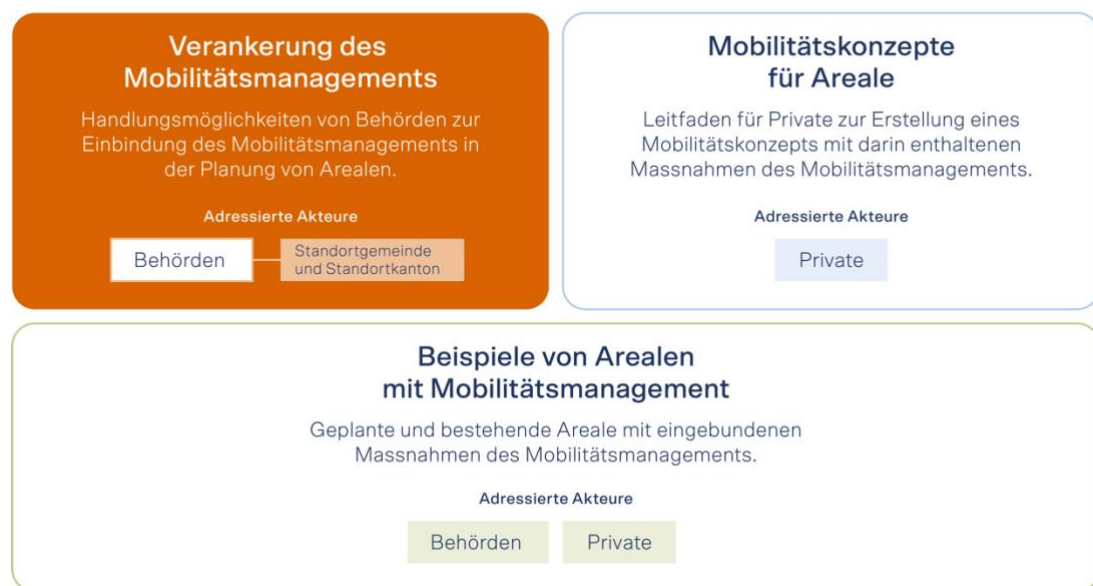 Verankerung des
Mobilitätsmanagements
Handlungsmöglichkeiten von Behörden zur
Einbindung des Mobilitätsmanagements in
der Planung von Arealen.
Adressierte Akteure
Behörden
Standortgemeinde
und Standortkanton
Mobilitätskonzepte
für Areale
Leitfaden für Private zur Erstellung eines
Mobilitätskonzepts mit darin enthaltenen
Massnahmen des Mobilitätsmanagements.
Adressierte Akteure
Private
Beispiele von Arealen
mit Mobilitätsmanagement
Geplante und bestehende Areale mit eingebundenen
Massnahmen des Mobilitätsmanagements.
Adressierte Akteure
Behörden
Private